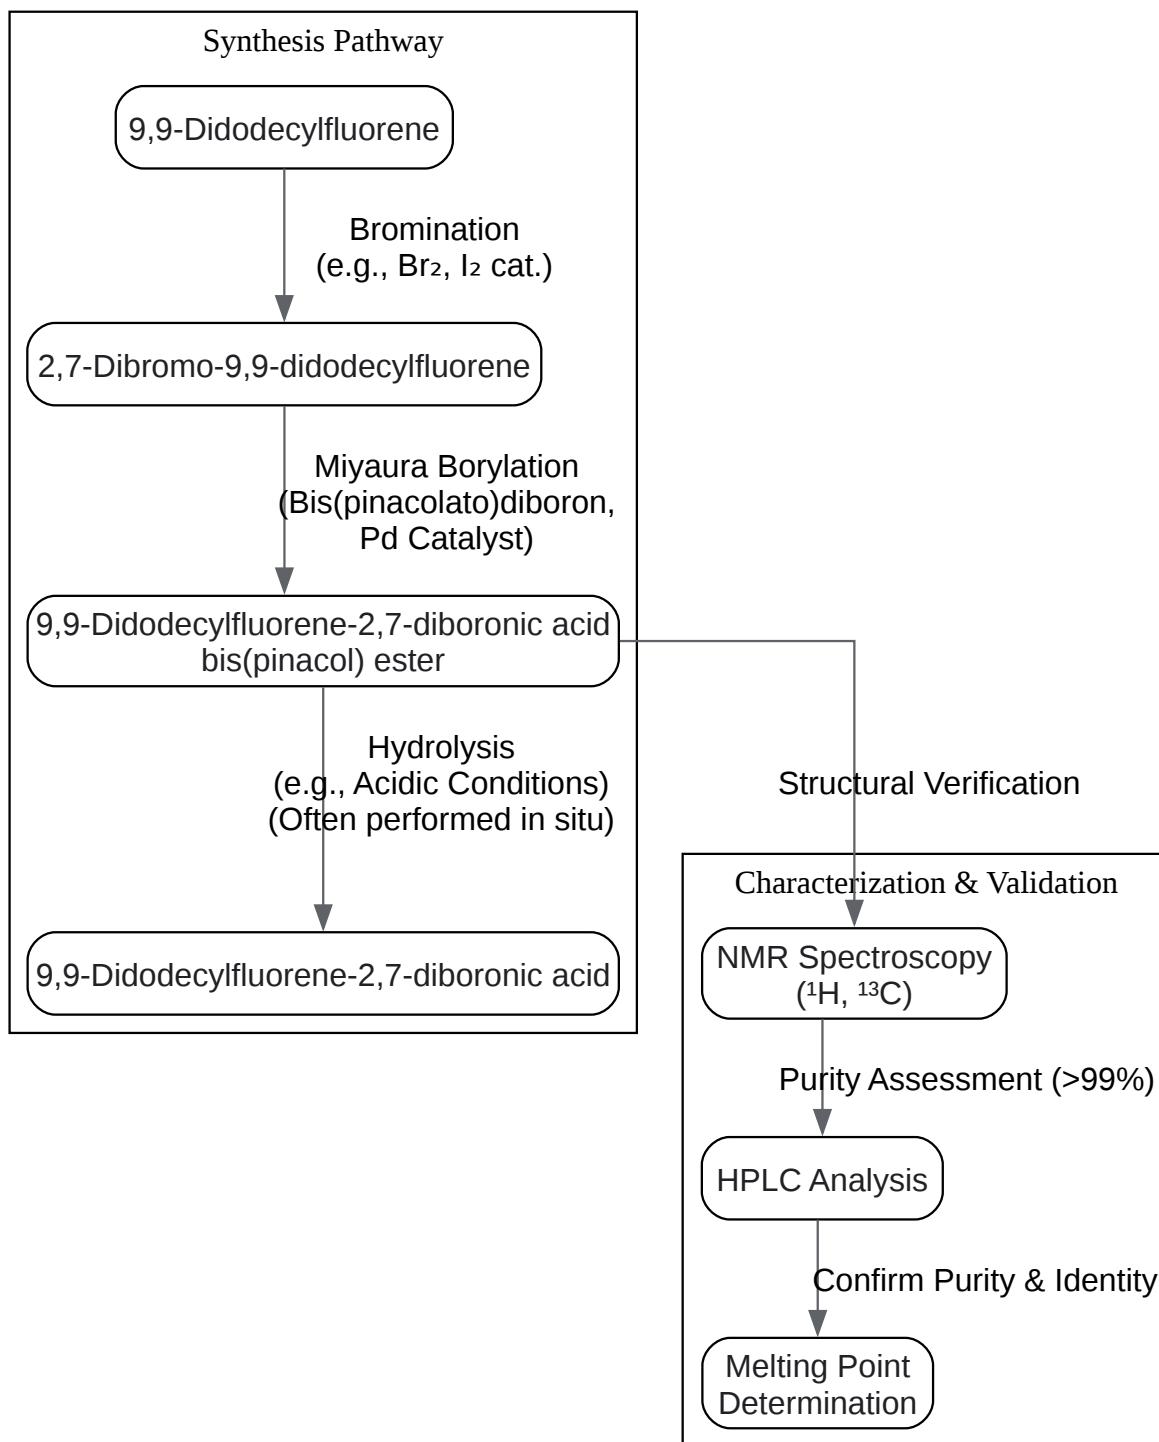 Synthesis Pathway
9,9-Didodecylfluorene
Bromination
(e.g., Br₂, I₂ cat.)
2,7-Dibromo-9,9-didodecylfluorene
Miyaura Borylation
(Bis(pinacolato)diboron,
Pd Catalyst)
9,9-Didodecylfluorene-2,7-diboronic acid
bis(pinacol) ester
Hydrolysis
(e.g., Acidic Conditions)
(Often performed in situ)
9,9-Didodecylfluorene-2,7-diboronic acid
Structural Verification
Characterization & Validation
NMR Spectroscopy
(¹H, ¹³C)
Purity Assessment (>99%)
HPLC Analysis
Confirm Purity & Identity
Melting Point
Determination